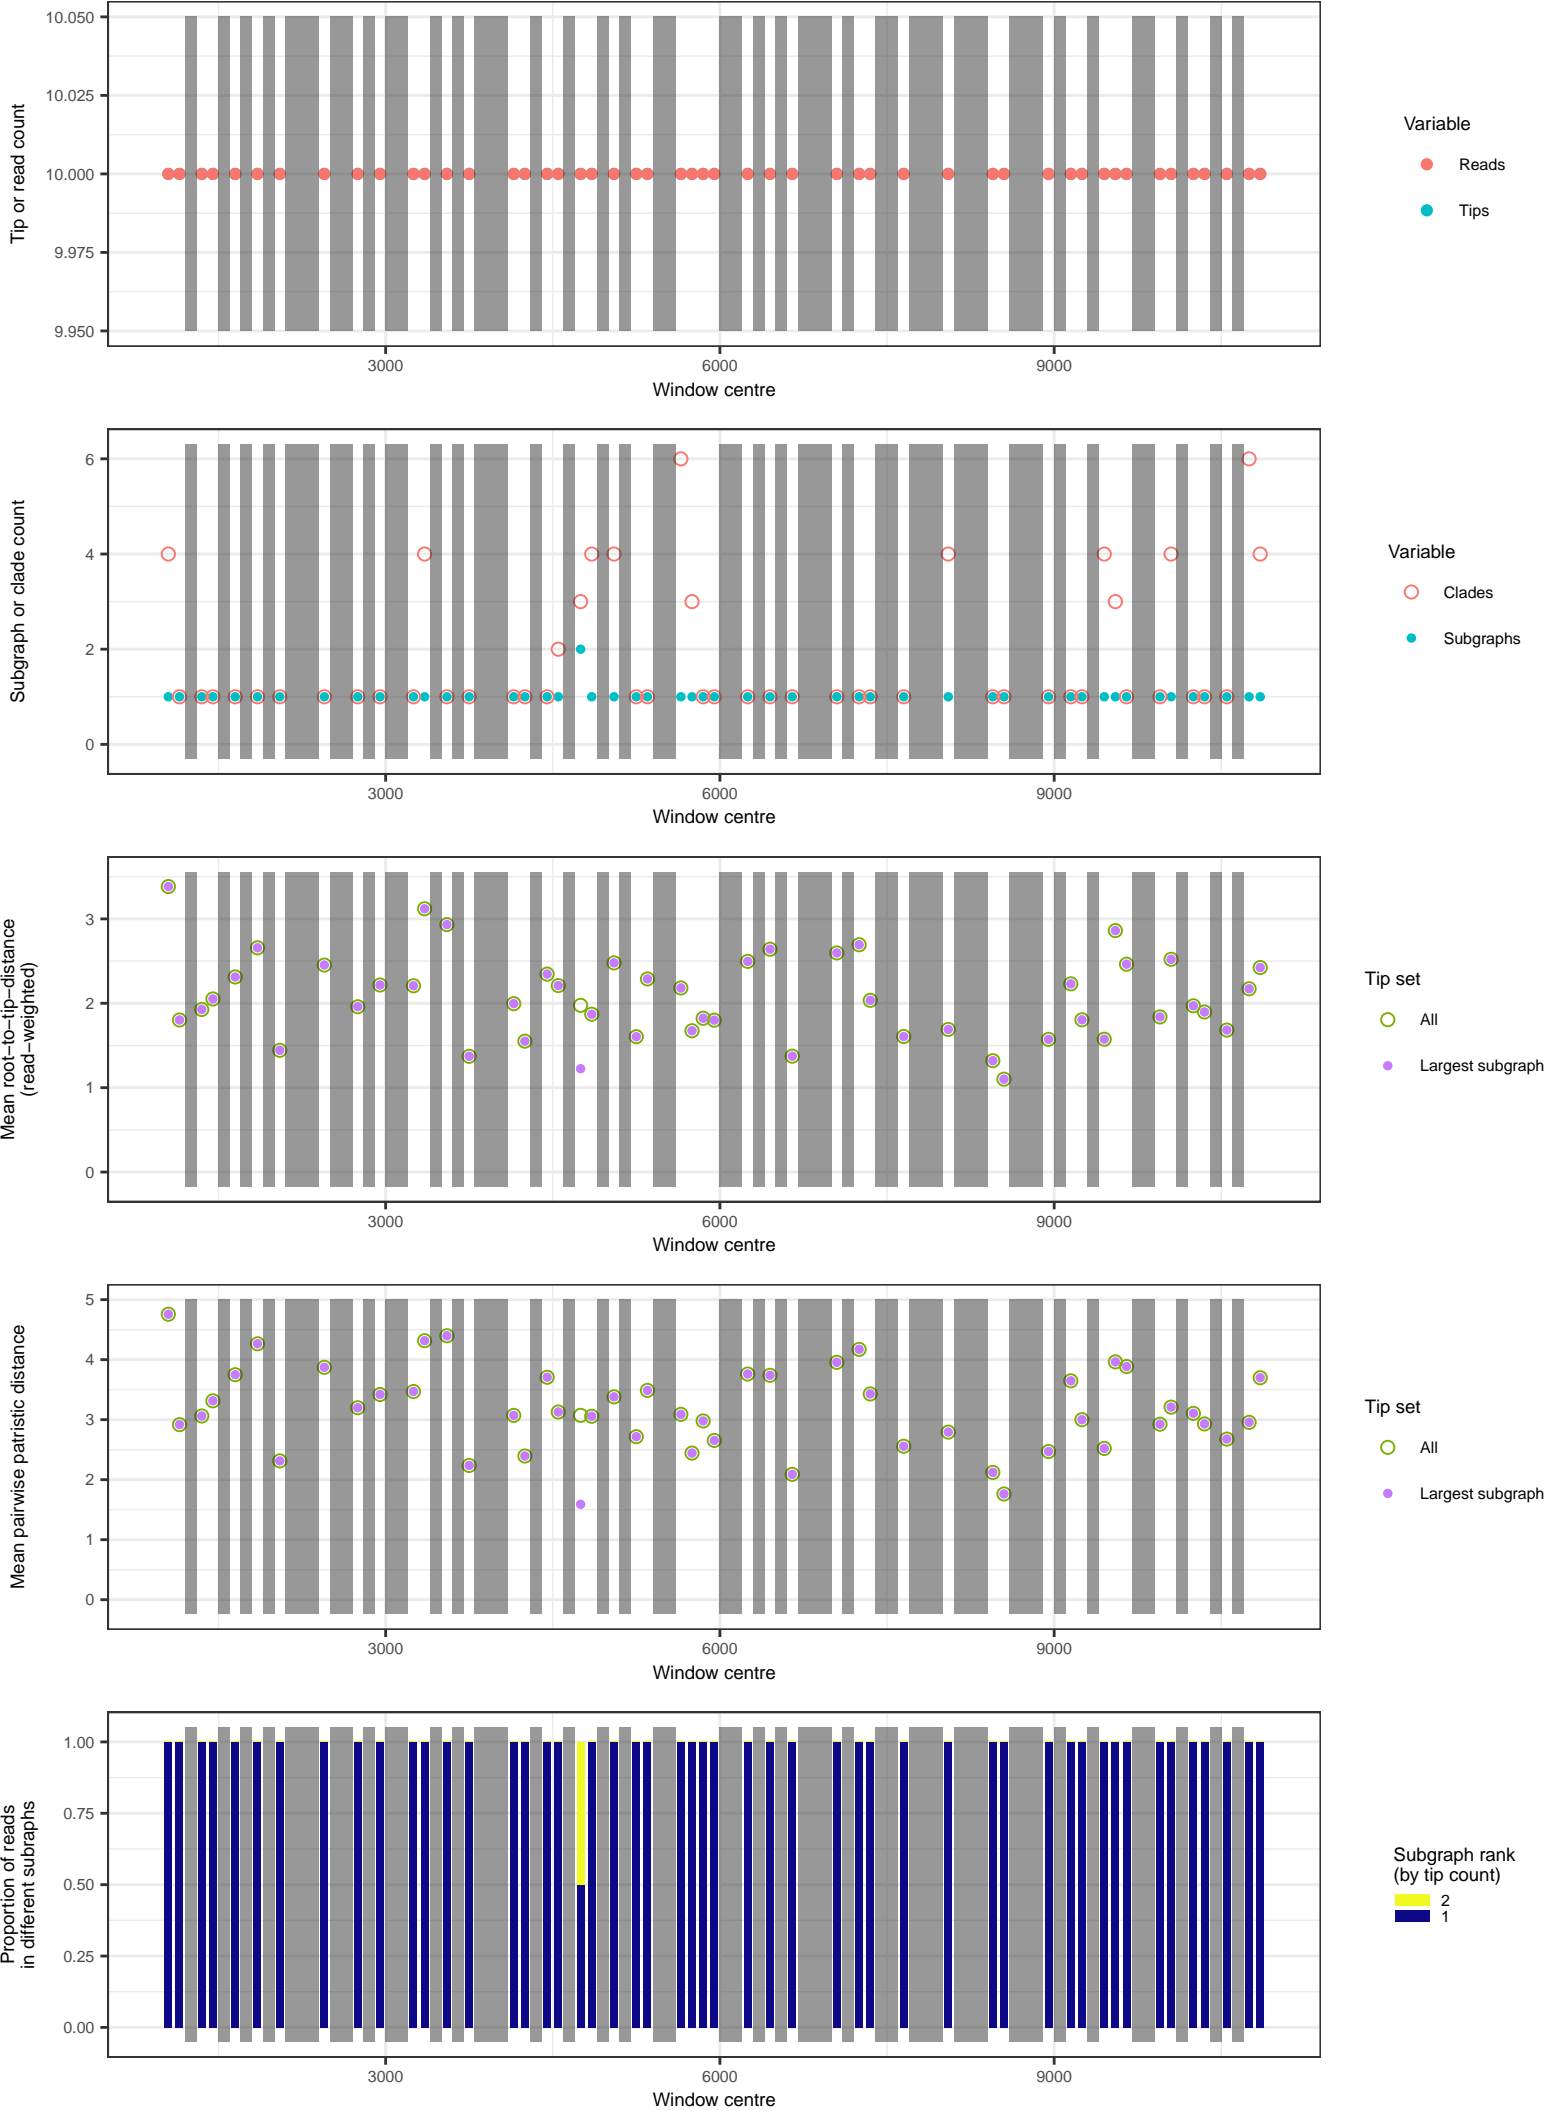 10.050
10.025
10.000
9.975
9.950
Tip or read count
3000
6000
9000
Window centre
Variable
Reads
Tips
6
4
2
0
Subgraph or clade count
3000
6000
9000
Window centre
Variable
Clades
Subgraphs
3
2
1
0
Mean root−to−tip−distance
(read−weighted)
3000
6000
9000
Window centre
Tip set
All
Largest subgraph
5
4
3
2
1
0
Mean pairwise patristic distance
3000
6000
9000
Window centre
Tip set
All
Largest subgraph
1.00
0.75
0.50
0.25
0.00
Proportion of reads
in different subraphs
3000
6000
9000
Window centre
Subgraph rank
(by tip count)
2
1